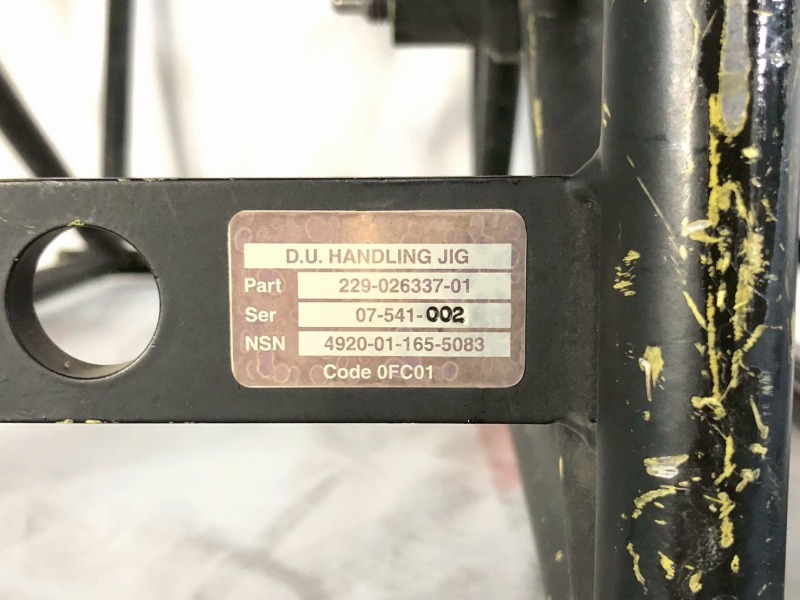 D.U. HANDLING JIG
Part 229-026337-01
Ser 07-541-002
NSN 4920-01-165-5083
Code 0FC01